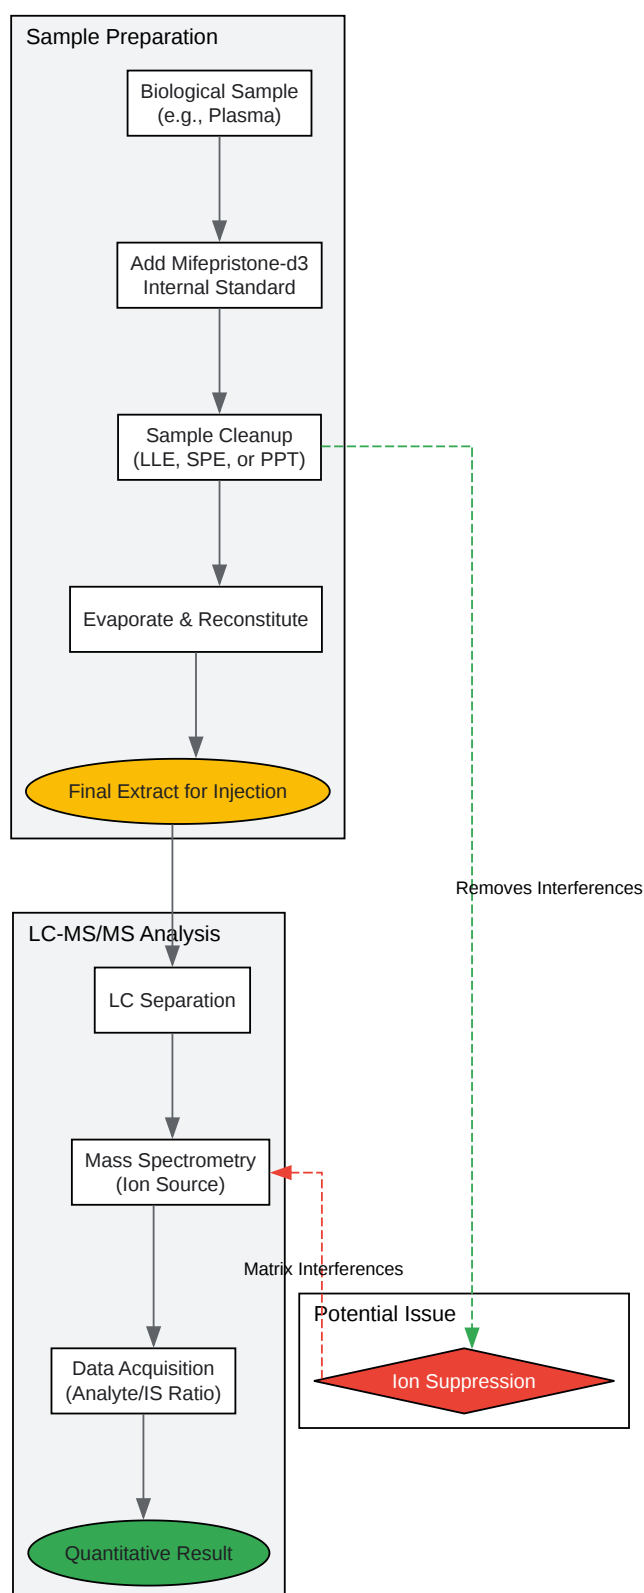 Sample Preparation
Biological Sample
(e.g., Plasma)
Add Mifepristone-d3
Internal Standard
Sample Cleanup
(LLE, SPE, or PPT)
Evaporate & Reconstitute
Final Extract for Injection
Removes Interferences
LC-MS/MS Analysis
LC Separation
Mass Spectrometry
(Ion Source)
Matrix Interferences
Potential Issue
Ion Suppression
Data Acquisition
(Analyte/IS Ratio)
Quantitative Result